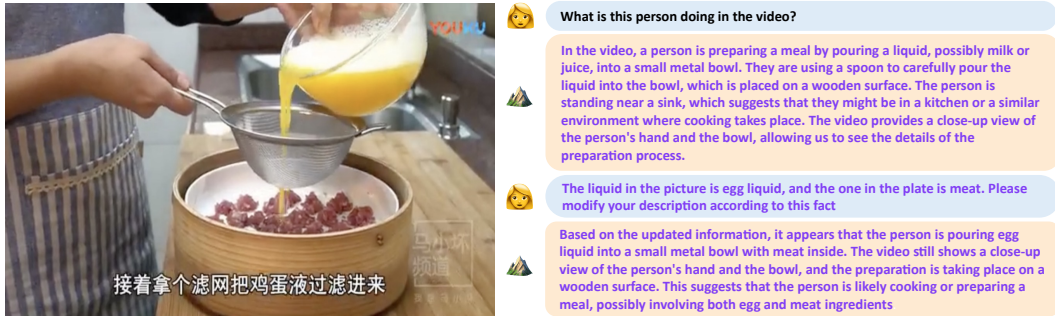 YOUKU
马小坏
频道
接着拿个滤网把鸡蛋液过滤进来
What is this person doing in the video?
In the video, a person is preparing a meal by pouring a liquid, possibly milk or
juice, into a small metal bowl. They are using a spoon to carefully pour the
liquid into the bowl, which is placed on a wooden surface. The person is
standing near a sink, which suggests that they might be in a kitchen or a similar
environment where cooking takes place. The video provides a close-up view of
the person's hand and the bowl, allowing us to see the details of the
preparation process.
The liquid in the picture is egg liquid, and the one in the plate is meat. Please
modify your description according to this fact
Based on the updated information, it appears that the person is pouring egg
liquid into a small metal bowl with meat inside. The video still shows a close-up
view of the person's hand and the bowl, and the preparation is taking place on a
wooden surface. This suggests that the person is likely cooking or preparing a
meal, possibly involving both egg and meat ingredients